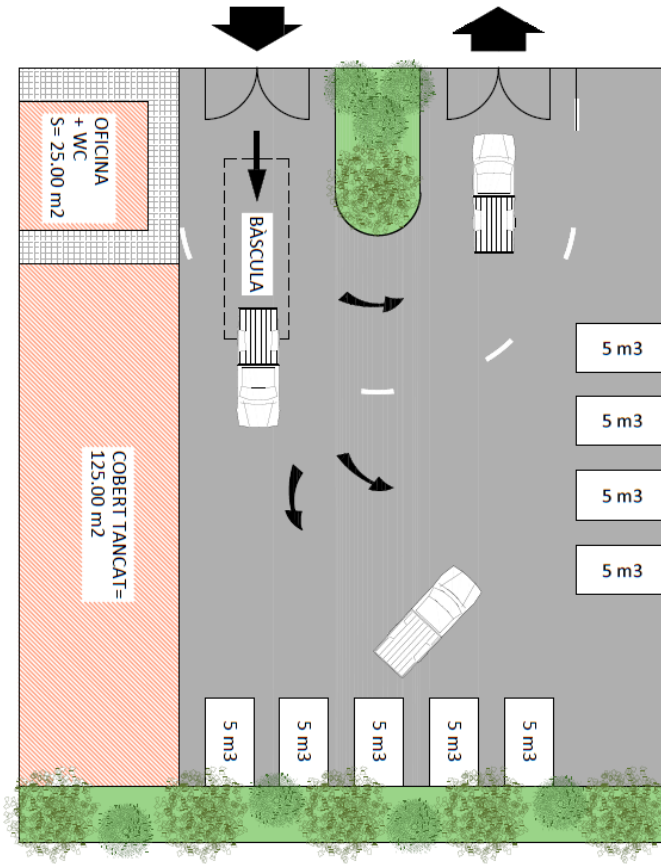 OFICINA
+ WC
S= 25.00 m2
BÀSCULA
5 m3
5 m3
5 m3
5 m3
COBERT TANCAT=
125.00 m2
5 m3
5 m3
5 m3
5 m3
5 m3